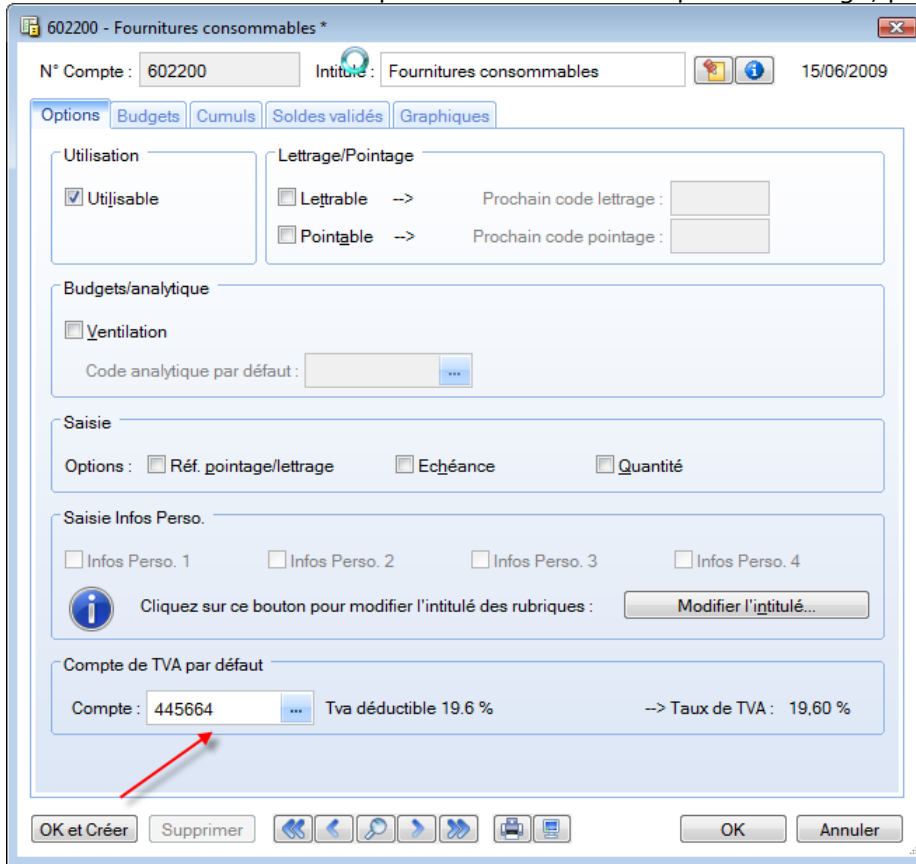 602200 - Fournitures consommables *
N° Compte : 602200 Intitulé : Fournitures consommables 15/06/2009
Options Budgets Cumuls Soldes validés Graphiques
Utilisation Lettrage/Pointage
Utilisable Lettrable --> Prochain code lettrage :
Pointable --> Prochain code pointage :
Budgets/analytique
Ventilation
Code analytique par défaut : ...
Saisie
Options : Réf. pointage/lettrage Echéance Quantité
Saisie Infos Perso.
Infos Perso. 1 Infos Perso. 2 Infos Perso. 3 Infos Perso. 4
Cliquez sur ce bouton pour modifier l'intitulé des rubriques : Modifier l'intitulé...
Compte de TVA par défaut
Compte : 445664 ... Tva déductible 19.6 % --> Taux de TVA : 19,60 %
OK et Créer Supprimer OK Annuler